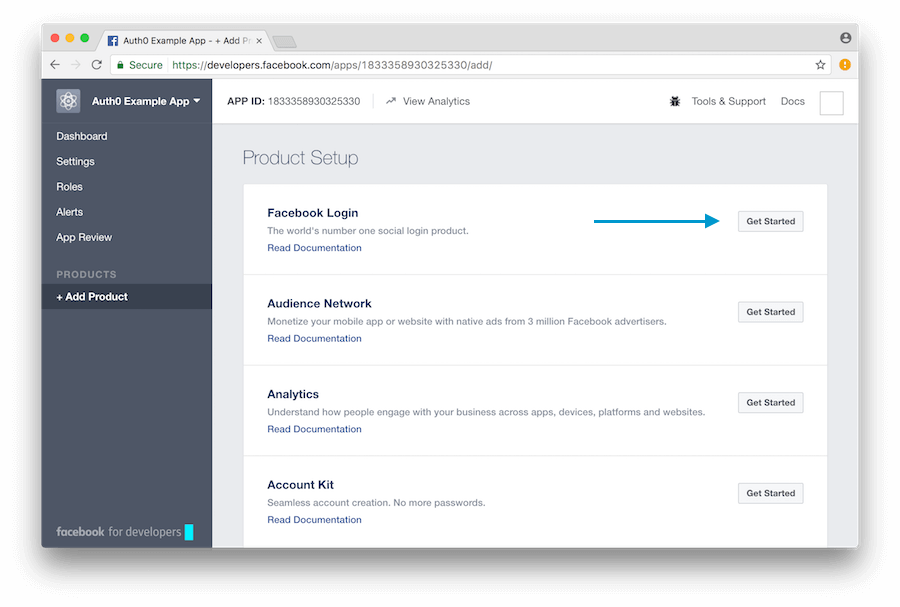 Auth0 Example App - + Add Pr
Secure https://developers.facebook.com/apps/1833358930325330/add/
Auth0 Example App
APP ID: 1833358930325330 View Analytics Tools & Support Docs
Dashboard
Settings
Roles
Alerts
App Review
PRODUCTS
+ Add Product
facebook for developers
Product Setup
Facebook Login
The world's number one social login product.
Read Documentation
Get Started
Audience Network
Monetize your mobile app or website with native ads from 3 million Facebook advertisers.
Read Documentation
Get Started
Analytics
Understand how people engage with your business across apps, devices, platforms and websites.
Read Documentation
Get Started
Account Kit
Seamless account creation. No more passwords.
Read Documentation
Get Started